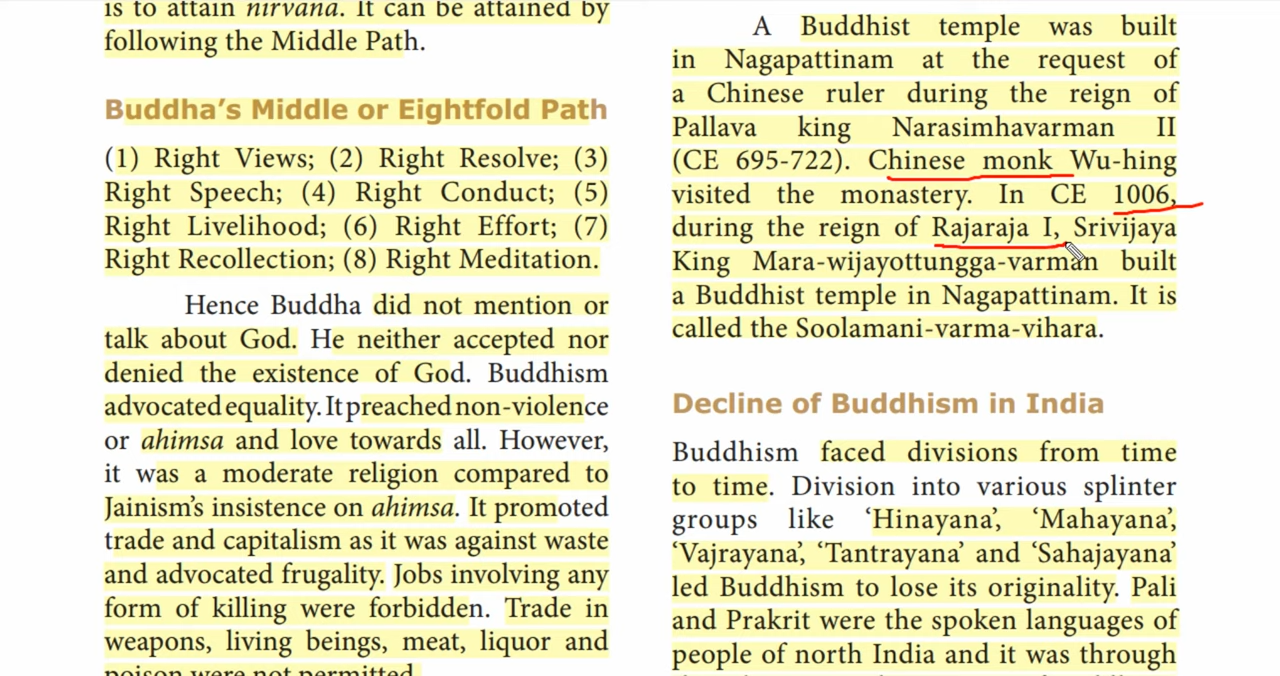 is to attain nirvana. It can be attained by
following the Middle Path.
Buddha’s Middle or Eightfold Path
(1) Right Views; (2) Right Resolve; (3)
Right Speech; (4) Right Conduct; (5)
Right Livelihood; (6) Right Effort; (7)
Right Recollection; (8) Right Meditation.
Hence Buddha did not mention or
talk about God. He neither accepted nor
denied the existence of God. Buddhism
advocated equality. It preached non-violence
or ahimsa and love towards all. However,
it was a moderate religion compared to
Jainism’s insistence on ahimsa. It promoted
trade and capitalism as it was against waste
and advocated frugality. Jobs involving any
form of killing were forbidden. Trade in
weapons, living beings, meat, liquor and
poison were not permitted.
A Buddhist temple was built
in Nagapattinam at the request of
a Chinese ruler during the reign of
Pallava king Narasimhavarman II
(CE 695-722). Chinese monk Wu-hing
visited the monastery. In CE 1006,
during the reign of Rajaraja I, Srivijaya
King Mara-wijayottungga-varman built
a Buddhist temple in Nagapattinam. It is
called the Soolamani-varma-vihara.
Decline of Buddhism in India
Buddhism faced divisions from time
to time. Division into various splinter
groups like ‘Hinayana’, ‘Mahayana’,
‘Vajrayana’, ‘Tantrayana’ and ‘Sahajayana’
led Buddhism to lose its originality. Pali
and Prakrit were the spoken languages of
people of north India and it was through